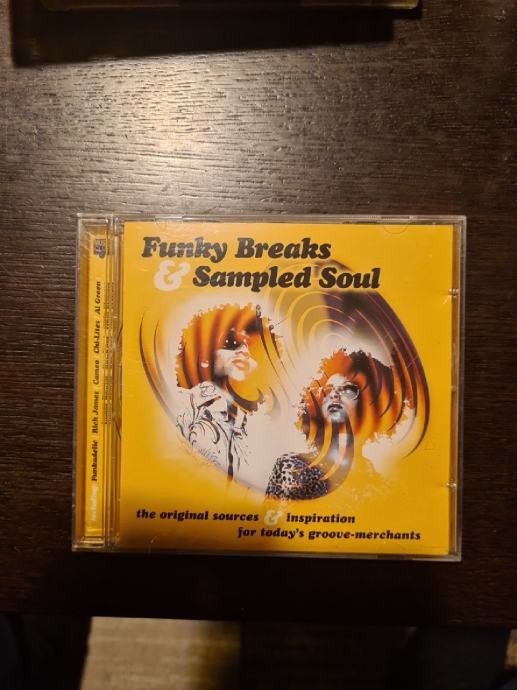 Funky Breaks
& Sampled Soul
the original sources & inspiration
for today's groove-merchants
including Funkadelic Rick James Cameo Chi-Lites Al Green